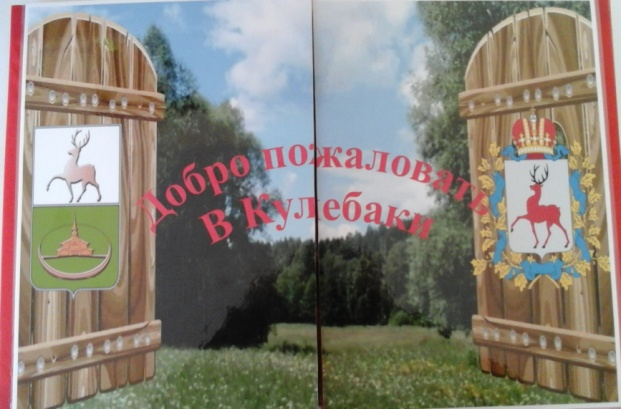 Добро пожаловать
В Кулебаки